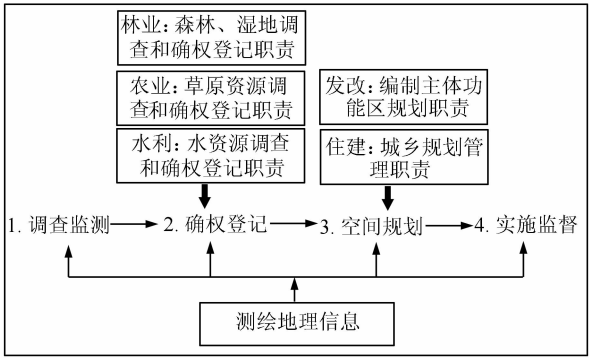 林业：森林、湿地调
查和确权登记职责
农业：草原资源调
查和确权登记职责
水利：水资源调查
和确权登记职责
发改：编制主体功
能区规划职责
住建：城乡规划管
理职责
1. 调查监测
2. 确权登记
3. 空间规划
4. 实施监督
测绘地理信息